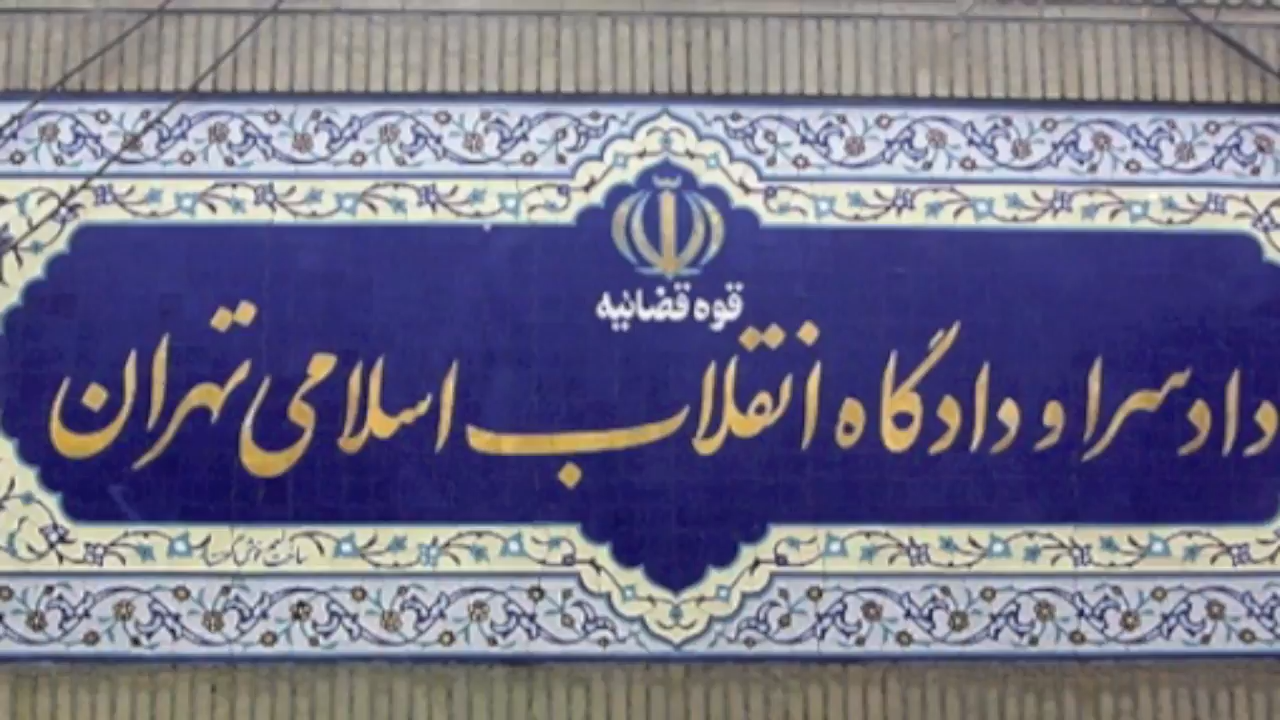 قوه قضائیه
دادسرا و دادگاه انقلاب اسلامی تهران